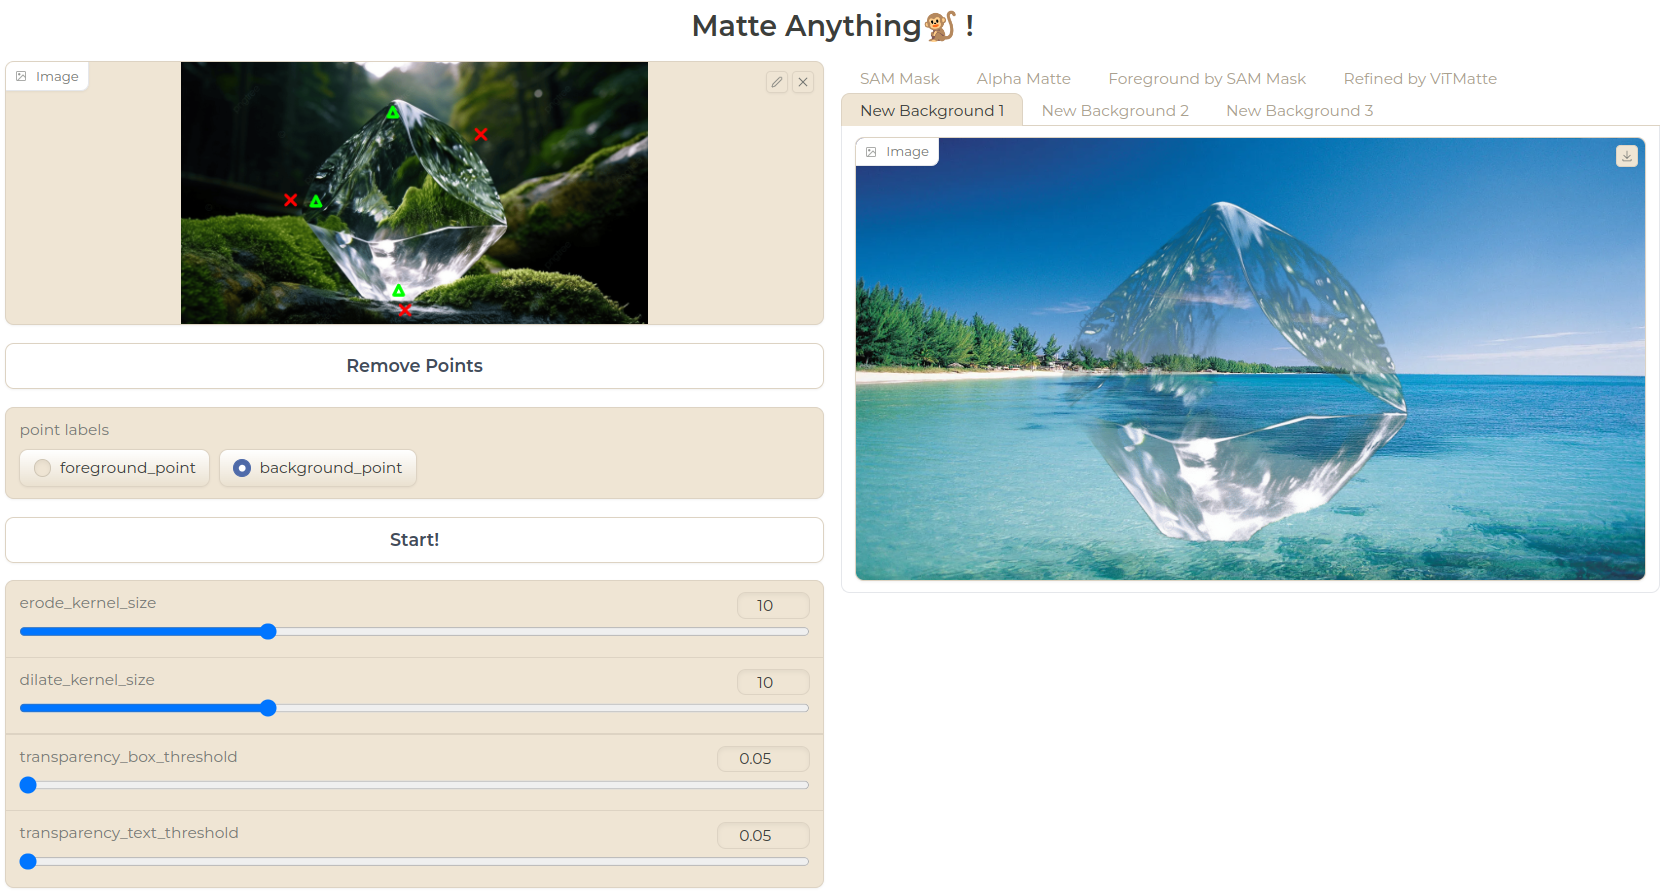 Matte Anything🐒 !
Image
Remove Points
point labels
foreground_point
background_point
Start!
erode_kernel_size
10
dilate_kernel_size
10
transparency_box_threshold
0.05
transparency_text_threshold
0.05
SAM Mask
Alpha Matte
Foreground by SAM Mask
Refined by ViTMatte
New Background 1
New Background 2
New Background 3
Image